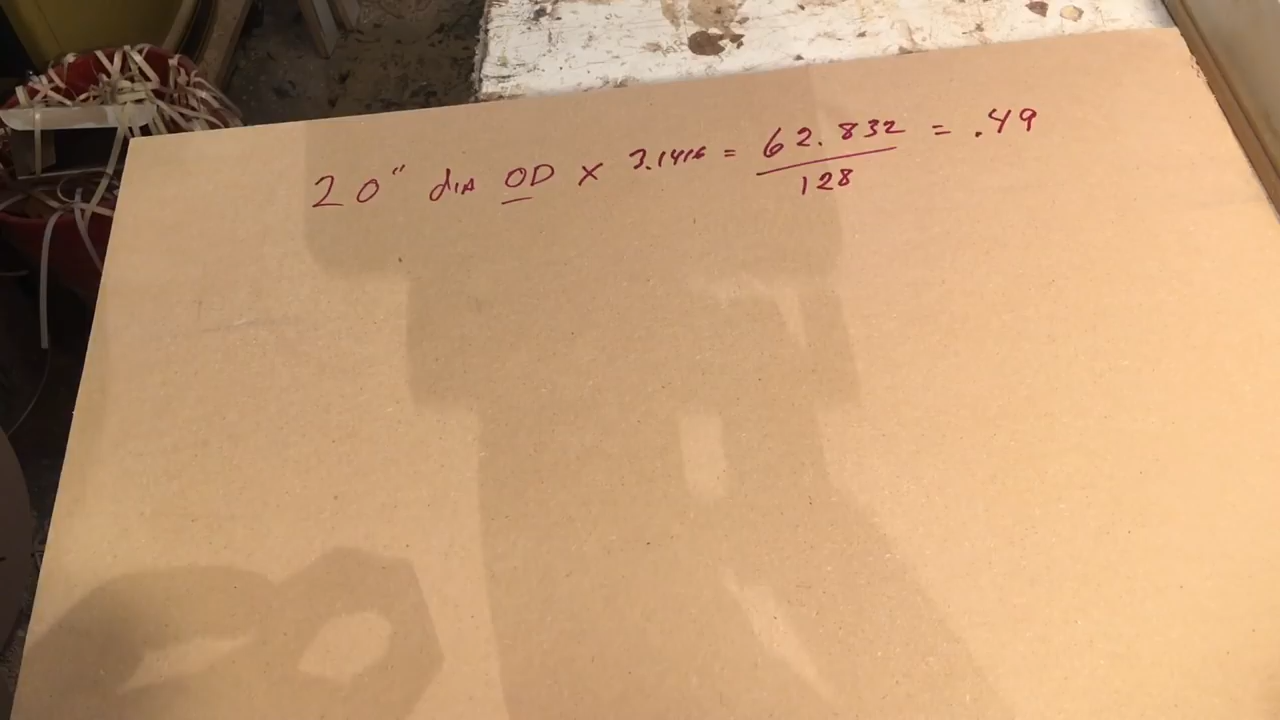 20" dia OD x 3.1416 = 62.832 / 128 = .49